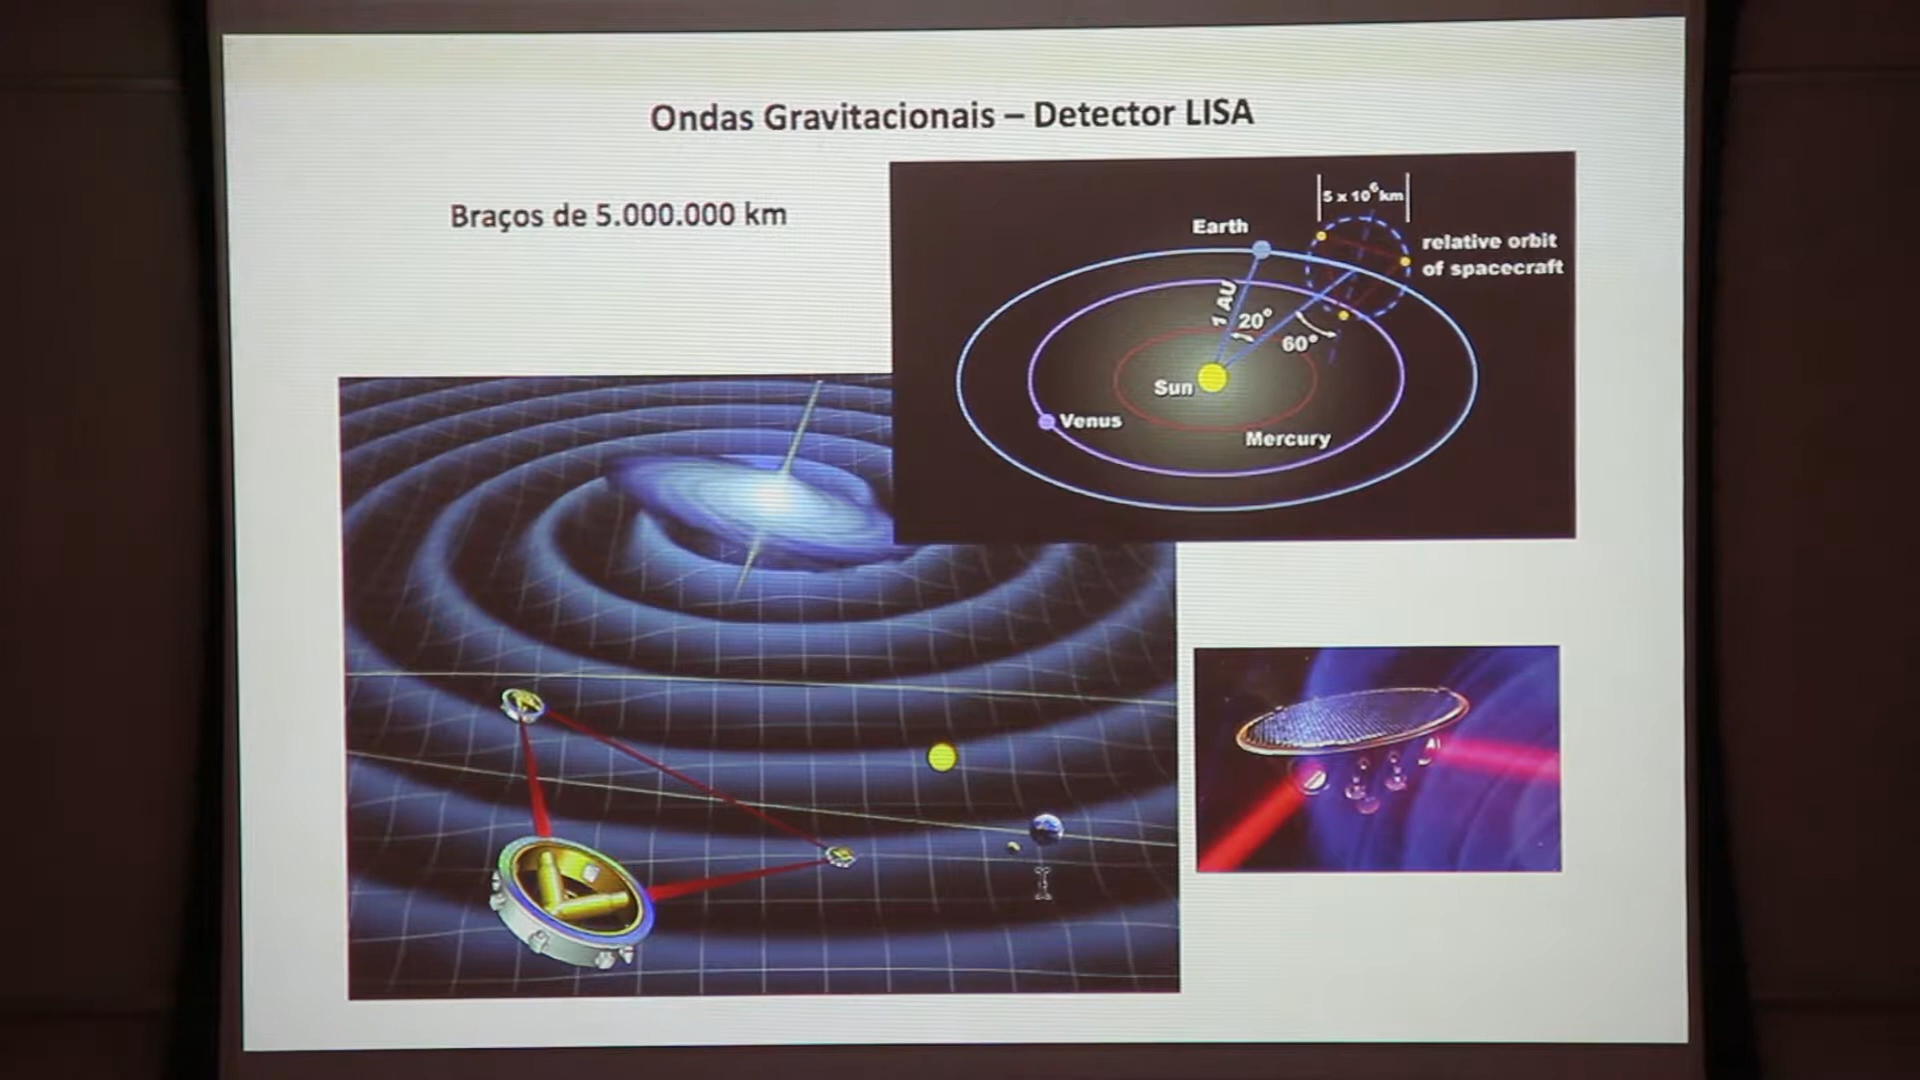 Ondas Gravitacionais – Detector LISA
Braços de 5.000.000 km
5 x 10⁶ km
Earth
relative orbit
of spacecraft
1 AU
20°
60°
Sun
Venus
Mercury